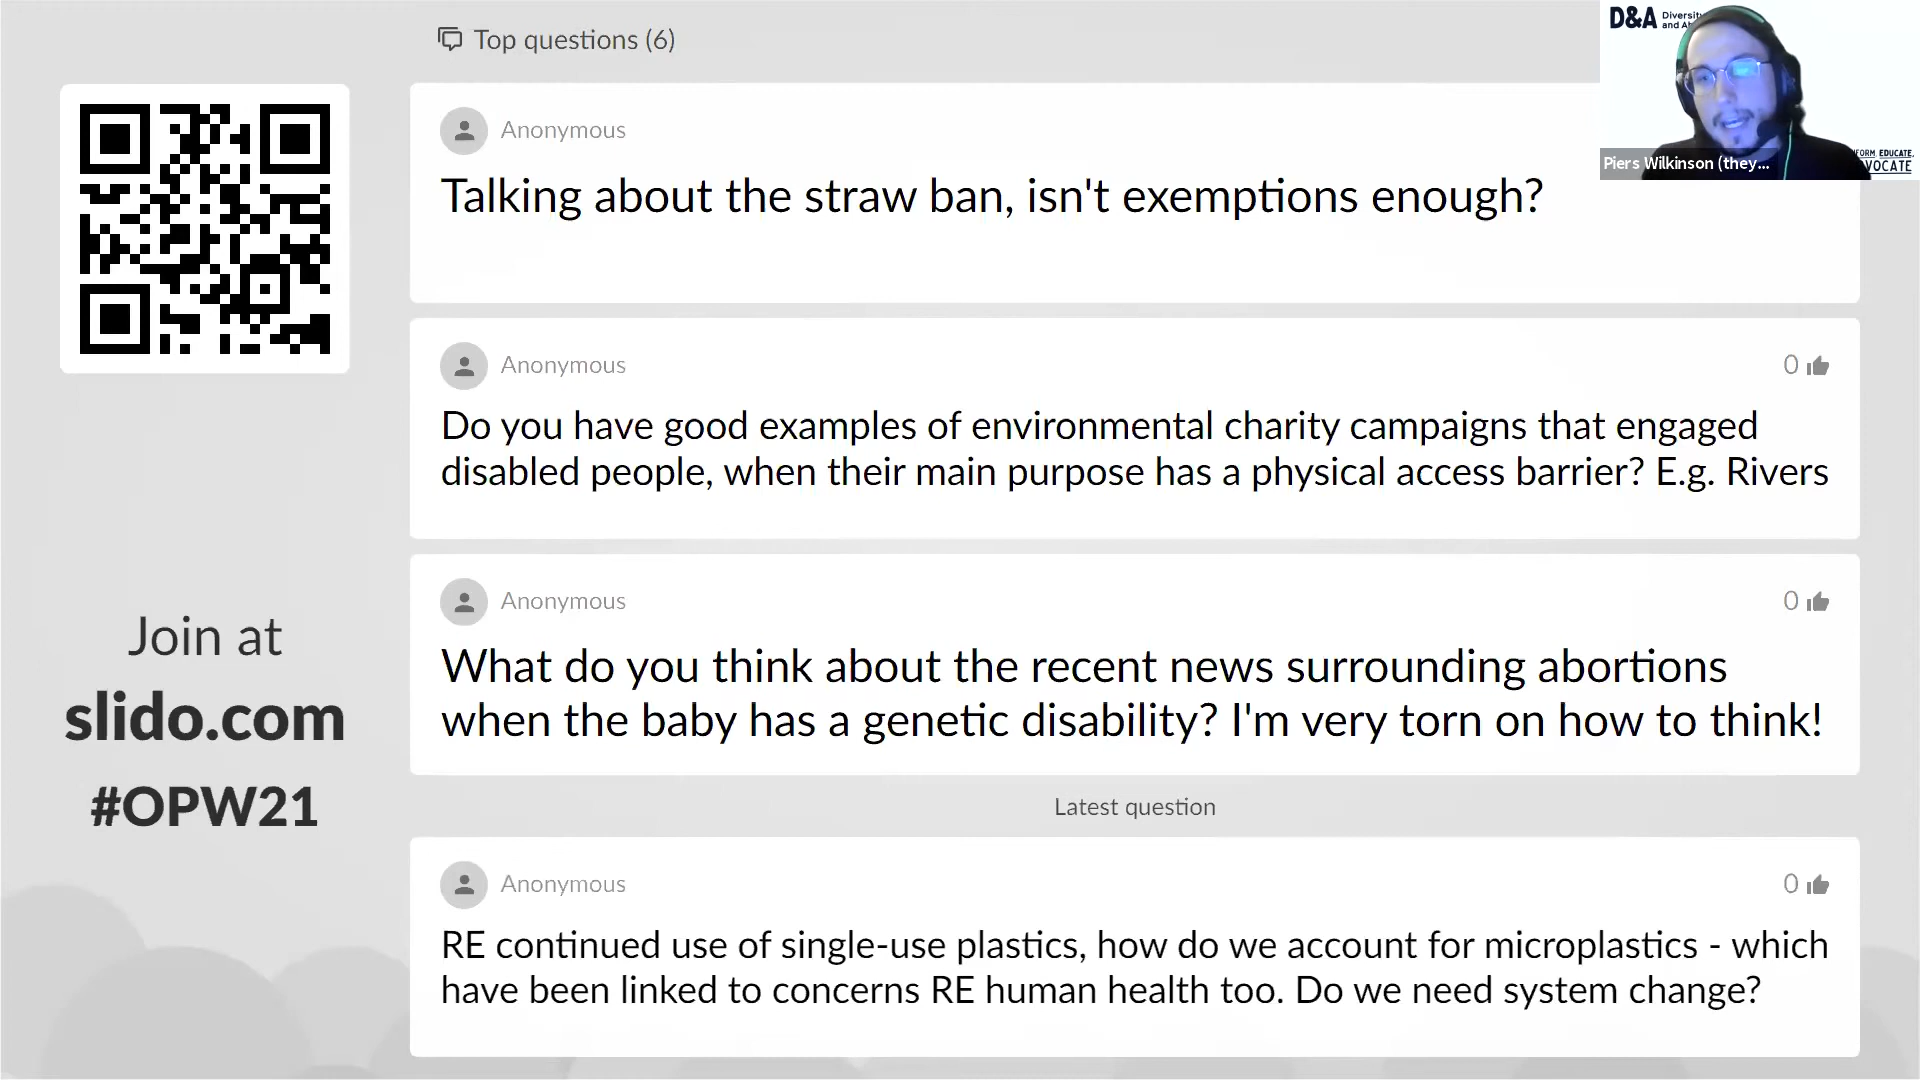 Top questions (6)
D&A Diversity
and
Anonymous
Talking about the straw ban, isn't exemptions enough?
Piers Wilkinson (they...
EDUCATE.
Anonymous
0
Do you have good examples of environmental charity campaigns that engaged
disabled people, when their main purpose has a physical access barrier? E.g. Rivers
Anonymous
0
What do you think about the recent news surrounding abortions
when the baby has a genetic disability? I'm very torn on how to think!
Join at
slido.com
#OPW21
Latest question
Anonymous
0
RE continued use of single-use plastics, how do we account for microplastics - which
have been linked to concerns RE human health too. Do we need system change?